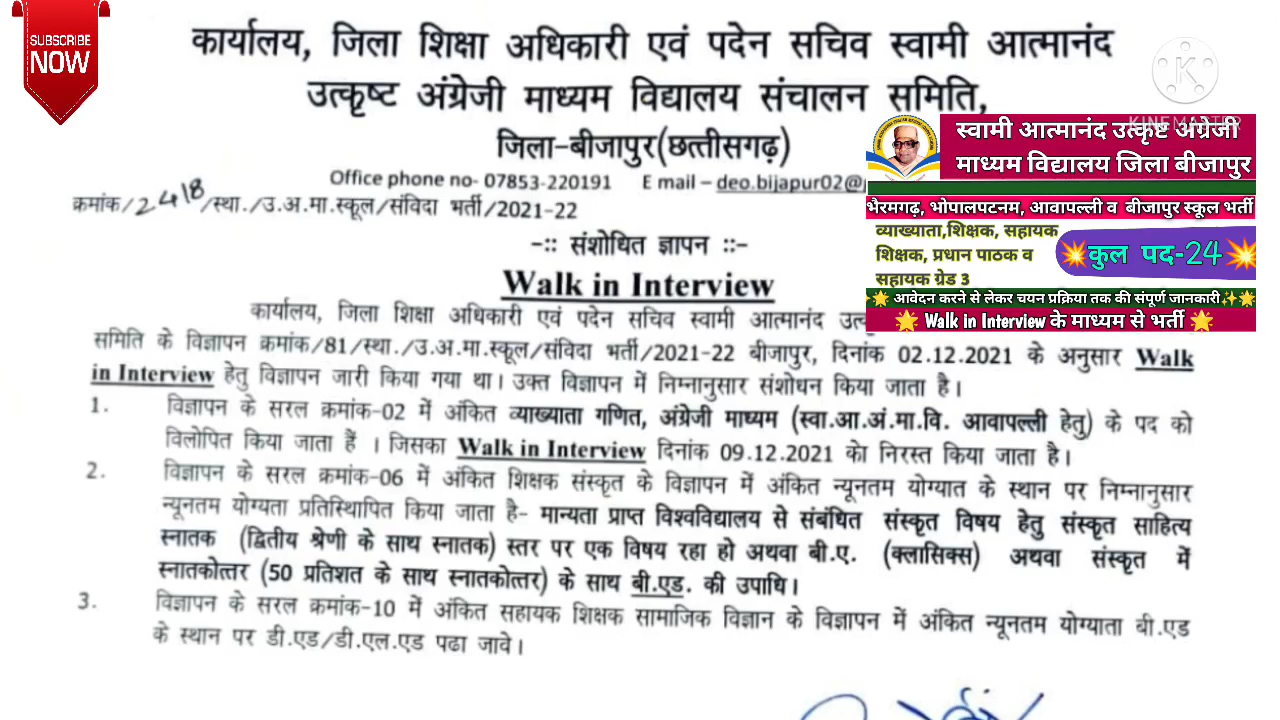 SUBSCRIBE
NOW
कार्यालय, जिला शिक्षा अधिकारी एवं पदेन सचिव स्वामी आत्मानंद
उत्कृष्ट अंग्रेजी माध्यम विद्यालय संचालन समिति,
जिला–बीजापुर(छत्तीसगढ़)
Office phone no- 07853-220191 E mail – deo.bijapur02@
क्रमांक/2418/स्था./उ.अ.मा.स्कूल/संविदा भर्ती/2021-22
-:: संशोधित ज्ञापन ::-
Walk in Interview
K
KINEMASTER
स्वामी आत्मानंद उत्कृष्ट अंग्रेजी
माध्यम विद्यालय जिला बीजापुर
भैरमगढ़, भोपालपटनम, आवापल्ली व बीजापुर स्कूल भर्ती
व्याख्याता,शिक्षक, सहायक
शिक्षक, प्रधान पाठक व
सहायक ग्रेड 3
💥कुल पद-24💥
🌟 आवेदन करने से लेकर चयन प्रक्रिया तक की संपूर्ण जानकारी✨🌟
🌟 Walk in Interview के माध्यम से भर्ती 🌟
कार्यालय, जिला शिक्षा अधिकारी एवं पदेन सचिव स्वामी आत्मानंद
समिति के विज्ञापन क्रमांक/81/स्था./उ.अ.मा.स्कूल/संविदा भर्ती/2021-22 बीजापुर, दिनांक 02.12.2021 के अनुसार Walk
in Interview हेतु विज्ञापन जारी किया गया था। उक्त विज्ञापन में निम्नानुसार संशोधन किया जाता है।
1. विज्ञापन के सरल क्रमांक-02 में अंकित व्याख्याता गणित, अंग्रेजी माध्यम (स्वा.आ.अं.मा.वि. आवापल्ली हेतु) के पद को
विलोपित किया जाता हैं । जिसका Walk in Interview दिनांक 09.12.2021 केा निरस्त किया जाता है।
2. विज्ञापन के सरल क्रमांक-06 में अंकित शिक्षक संस्कृत के विज्ञापन में अंकित न्यूनतम योग्यात के स्थान पर निम्नानुसार
न्यूनतम योग्यता प्रतिस्थिापित किया जाता है- मान्यता प्राप्त विश्वविद्यालय से संबंधित संस्कृत विषय हेतु संस्कृत साहित्य
स्नातक (द्वितीय श्रेणी के साथ स्नातक) स्तर पर एक विषय रहा हो अथवा बी.ए. (क्लासिक्स) अथवा संस्कृत में
स्नातकोत्तर (50 प्रतिशत के साथ स्नातकोत्तर) के साथ बी.एड. की उपाधि।
3. विज्ञापन के सरल क्रमांक-10 में अंकित सहायक शिक्षक सामाजिक विज्ञान के विज्ञापन में अंकित न्यूनतम योग्यता बी.एड
के स्थान पर डी.एड/डी.एल.एड पढा जावे।